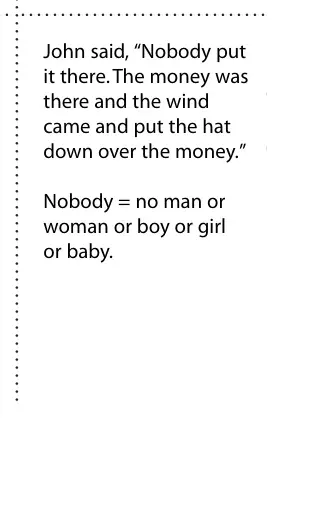 John said, “Nobody put
it there. The money was
there and the wind
came and put the hat
down over the money.”
Nobody = no man or
woman or boy or girl
or baby.